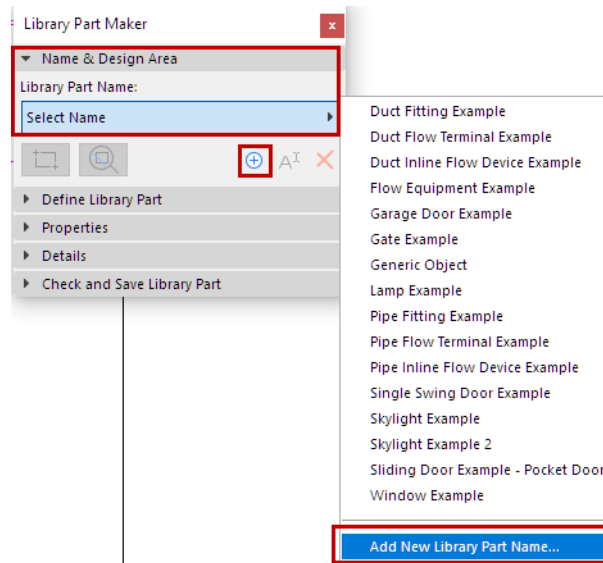 Library Part Maker
x
Name & Design Area
Library Part Name:
Select Name
Define Library Part
Properties
Details
Check and Save Library Part
Duct Fitting Example
Duct Flow Terminal Example
Duct Inline Flow Device Example
Flow Equipment Example
Garage Door Example
Gate Example
Generic Object
Lamp Example
Pipe Fitting Example
Pipe Flow Terminal Example
Pipe Inline Flow Device Example
Single Swing Door Example
Skylight Example
Skylight Example 2
Sliding Door Example - Pocket Door
Window Example
Add New Library Part Name...